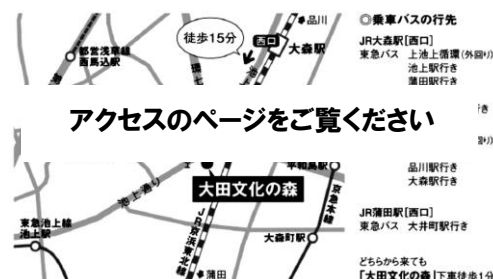 品川
徒歩15分
西口
大森駅
都営浅草線
西馬込駅
環七
池上
アクセスのページをご覧ください
平和島駅
大田文化の森
池上通り
JR京浜東北線
京急本線
東急池上線
池上駅
大森町駅
蒲田
◎乗車バスの行先
JR大森駅[西口]
東急バス 上池上循環(外回り)
池上駅行き
蒲田駅行き
行き
回り)
品川駅行き
大森駅行き
JR蒲田駅[西口]
東急バス 大井町駅行き
どちらから来ても
「大田文化の森」下車徒歩1分